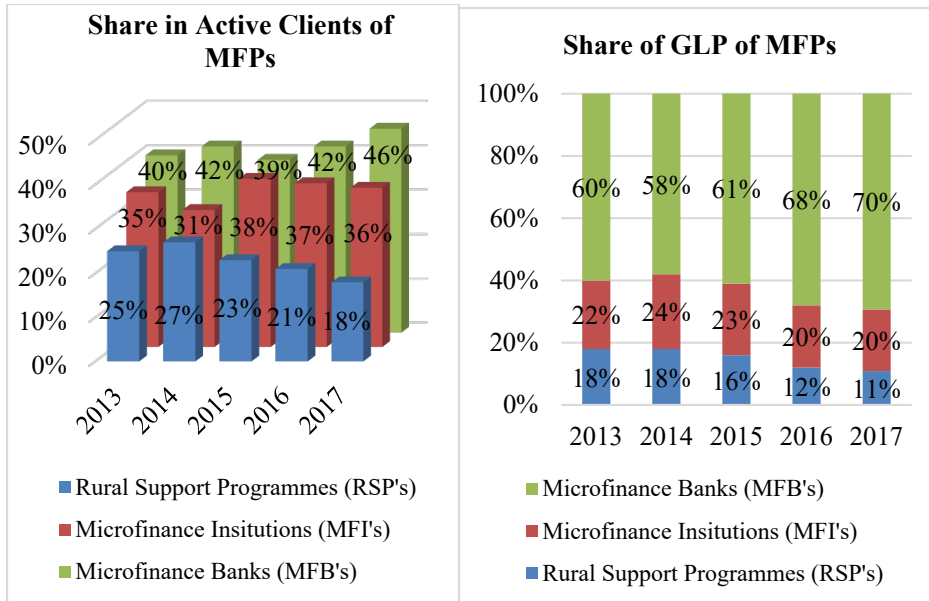 Share in Active Clients of
MFPs
50%
40%
30%
20%
10%
0%
40% 42% 39% 42% 46%
35% 31% 38% 37% 36%
25% 27% 23% 21% 18%
2013 2014 2015 2016 2017
Rural Support Programmes (RSP's)
Microfinance Insitutions (MFI's)
Microfinance Banks (MFB's)
Share of GLP of MFPs
100%
80%
60%
40%
20%
0%
60% 58% 61% 68% 70%
22% 24% 23% 20% 20%
18% 18% 16% 12% 11%
2013 2014 2015 2016 2017
Microfinance Banks (MFB's)
Microfinance Insitutions (MFI's)
Rural Support Programmes (RSP's)